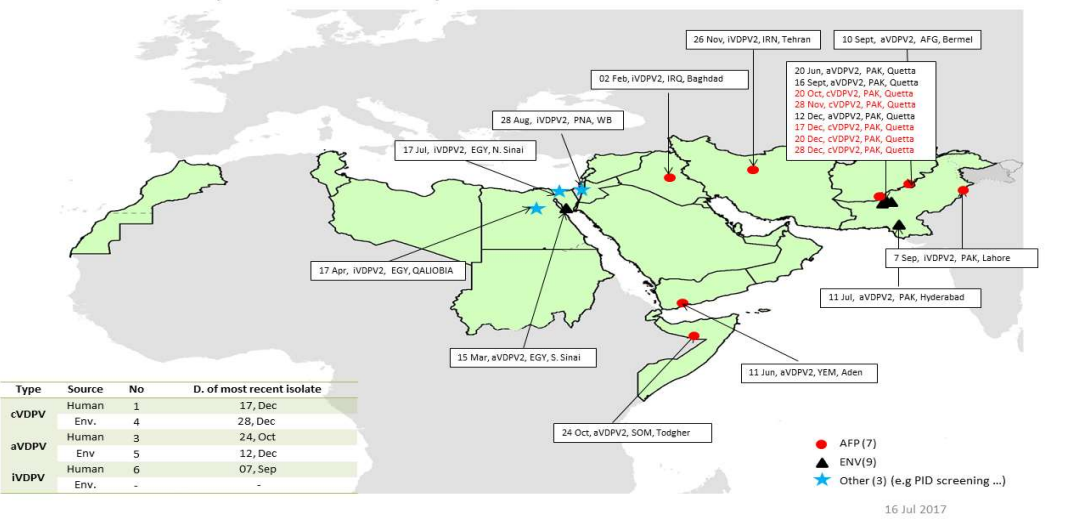 26 Nov, iVDPV2, IRN, Tehran
10 Sept, aVDPV2, AFG, Bermel
02 Feb, iVDPV2, IRQ, Baghdad
20 Jun, aVDPV2, PAK, Quetta
16 Sept, aVDPV2, PAK, Quetta
20 Oct, cVDPV2, PAK, Quetta
28 Nov, cVDPV2, PAK, Quetta
12 Dec, aVDPV2, PAK, Quetta
17 Dec, cVDPV2, PAK, Quetta
20 Dec, cVDPV2, PAK, Quetta
28 Dec, cVDPV2, PAK, Quetta
28 Aug, iVDPV2, PNA, WB
17 Jul, iVDPV2, EGY, N. Sinai
17 Apr, iVDPV2, EGY, QALIOBIA
7 Sep, iVDPV2, PAK, Lahore
11 Jul, aVDPV2, PAK, Hyderabad
15 Mar, aVDPV2, EGY, S. Sinai
11 Jun, aVDPV2, YEM, Aden
24 Oct, aVDPV2, SOM, Todgher
Type Source No D. of most recent isolate
cVDPV Human 1 17, Dec
Env. 4 28, Dec
aVDPV Human 3 24, Oct
Env 5 12, Dec
iVDPV Human 6 07, Sep
Env. - -
AFP (7)
ENV(9)
Other (3) (e.g PID screening ...)
16 Jul 2017